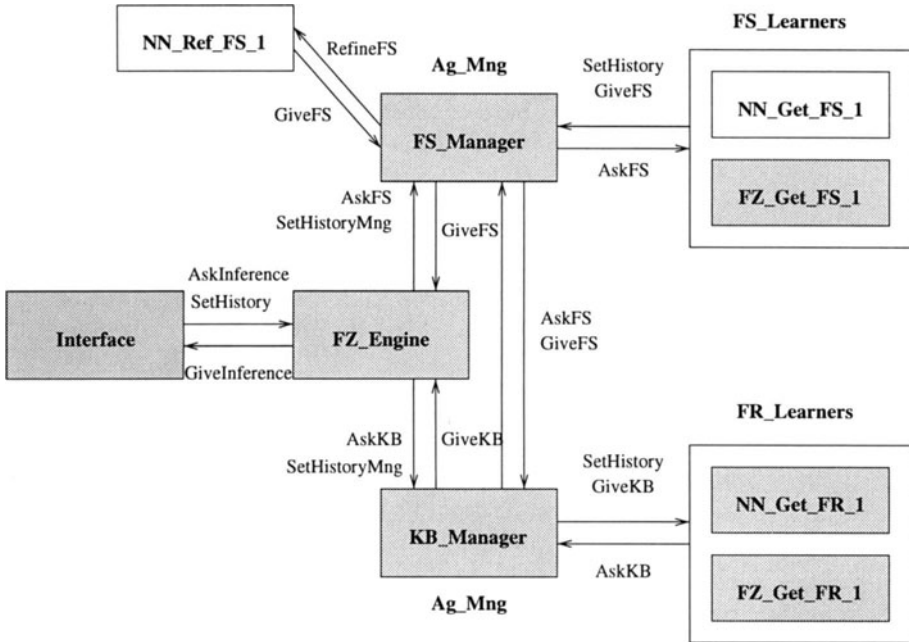 FS_Learners
NN_Ref_FS_1
RefineFS
Ag_Mng
SetHistory
GiveFS
GiveFS
NN_Get_FS_1
FS_Manager
AskFS
FZ_Get_FS_1
AskFS
SetHistoryMng
GiveFS
AskInference
SetHistory
Interface
FZ_Engine
AskFS
GiveFS
GiveInference
FR_Learners
AskKB
SetHistoryMng
GiveKB
SetHistory
GiveKB
NN_Get_FR_1
KB_Manager
AskKB
FZ_Get_FR_1
Ag_Mng